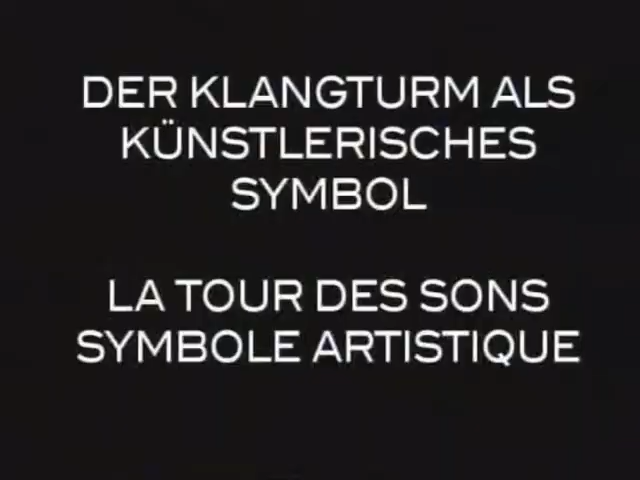 DER KLANGTURM ALS
KÜNSTLERISCHES
SYMBOL
LA TOUR DES SONS
SYMBOLE ARTISTIQUE